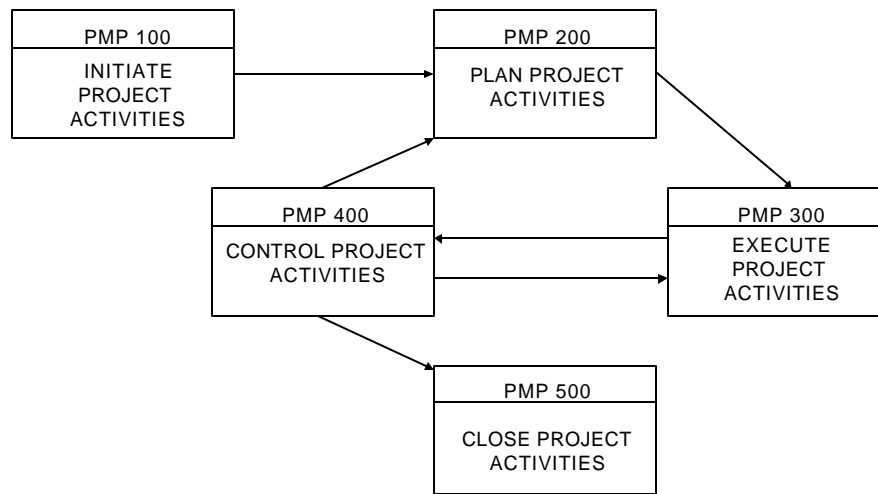 PMP 100
INITIATE
PROJECT
ACTIVITIES
PMP 200
PLAN PROJECT
ACTIVITIES
PMP 400
CONTROL PROJECT
ACTIVITIES
PMP 300
EXECUTE
PROJECT
ACTIVITIES
PMP 500
CLOSE PROJECT
ACTIVITIES